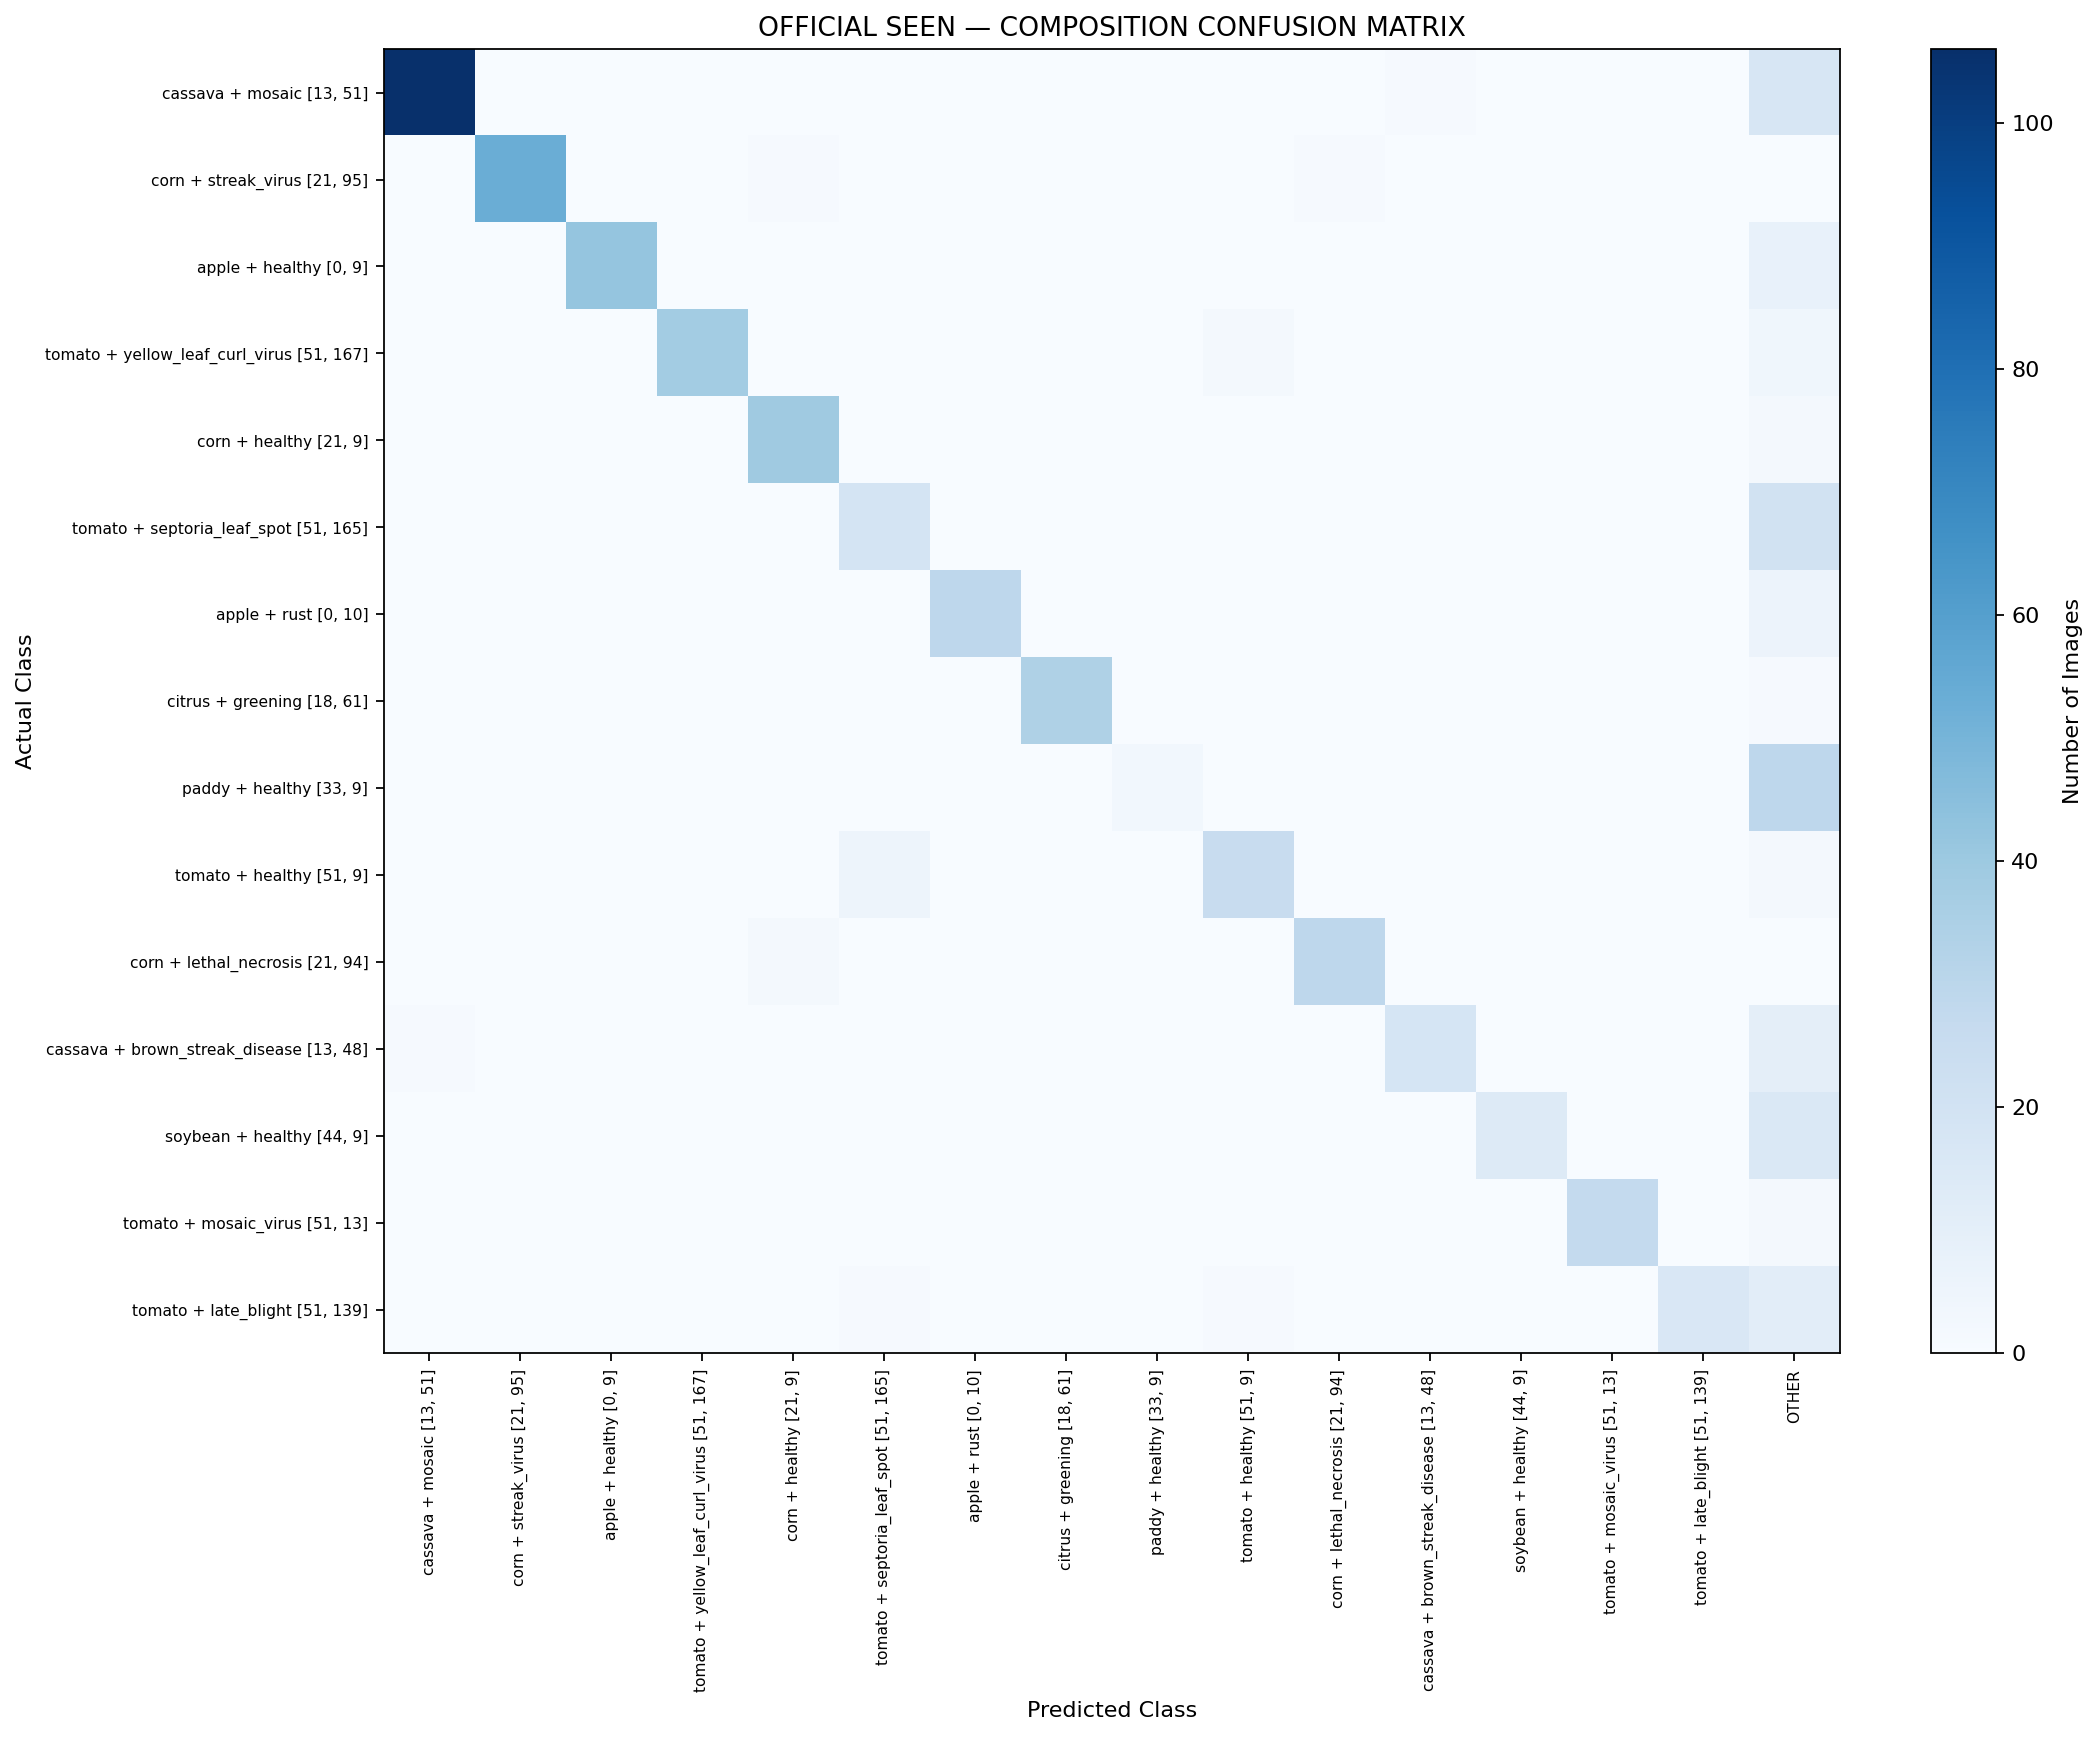 OFFICIAL SEEN — COMPOSITION CONFUSION MATRIX
Actual Class
cassava + mosaic [13, 51]
corn + streak_virus [21, 95]
apple + healthy [0, 9]
tomato + yellow_leaf_curl_virus [51, 167]
corn + healthy [21, 9]
tomato + septoria_leaf_spot [51, 165]
apple + rust [0, 10]
citrus + greening [18, 61]
paddy + healthy [33, 9]
tomato + healthy [51, 9]
corn + lethal_necrosis [21, 94]
cassava + brown_streak_disease [13, 48]
soybean + healthy [44, 9]
tomato + mosaic_virus [51, 13]
tomato + late_blight [51, 139]
cassava + mosaic [13, 51]
corn + streak_virus [21, 95]
apple + healthy [0, 9]
tomato + yellow_leaf_curl_virus [51, 167]
corn + healthy [21, 9]
tomato + septoria_leaf_spot [51, 165]
apple + rust [0, 10]
citrus + greening [18, 61]
paddy + healthy [33, 9]
tomato + healthy [51, 9]
corn + lethal_necrosis [21, 94]
cassava + brown_streak_disease [13, 48]
soybean + healthy [44, 9]
tomato + mosaic_virus [51, 13]
tomato + late_blight [51, 139]
OTHER
Predicted Class
100
80
60
40
20
0
Number of Images